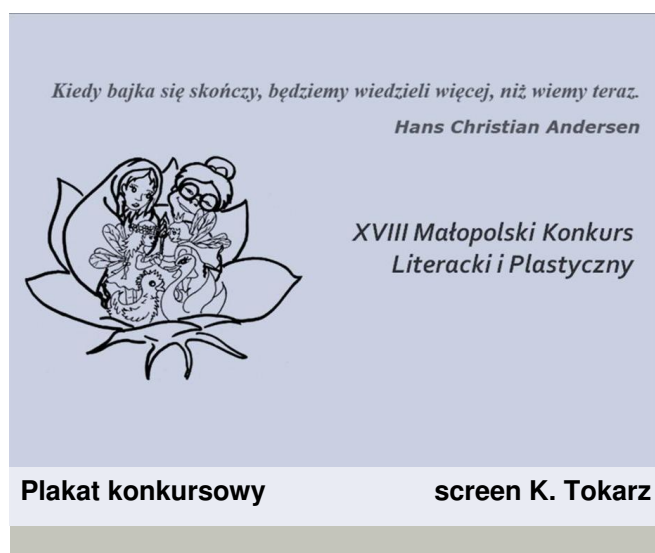 Kiedy bajka się skończy, będziemy wiedzieli więcej, niż wiemy teraz.
Hans Christian Andersen
XVIII Małopolski Konkurs
Literacki i Plastyczny
Plakat konkursowy screen K. Tokarz